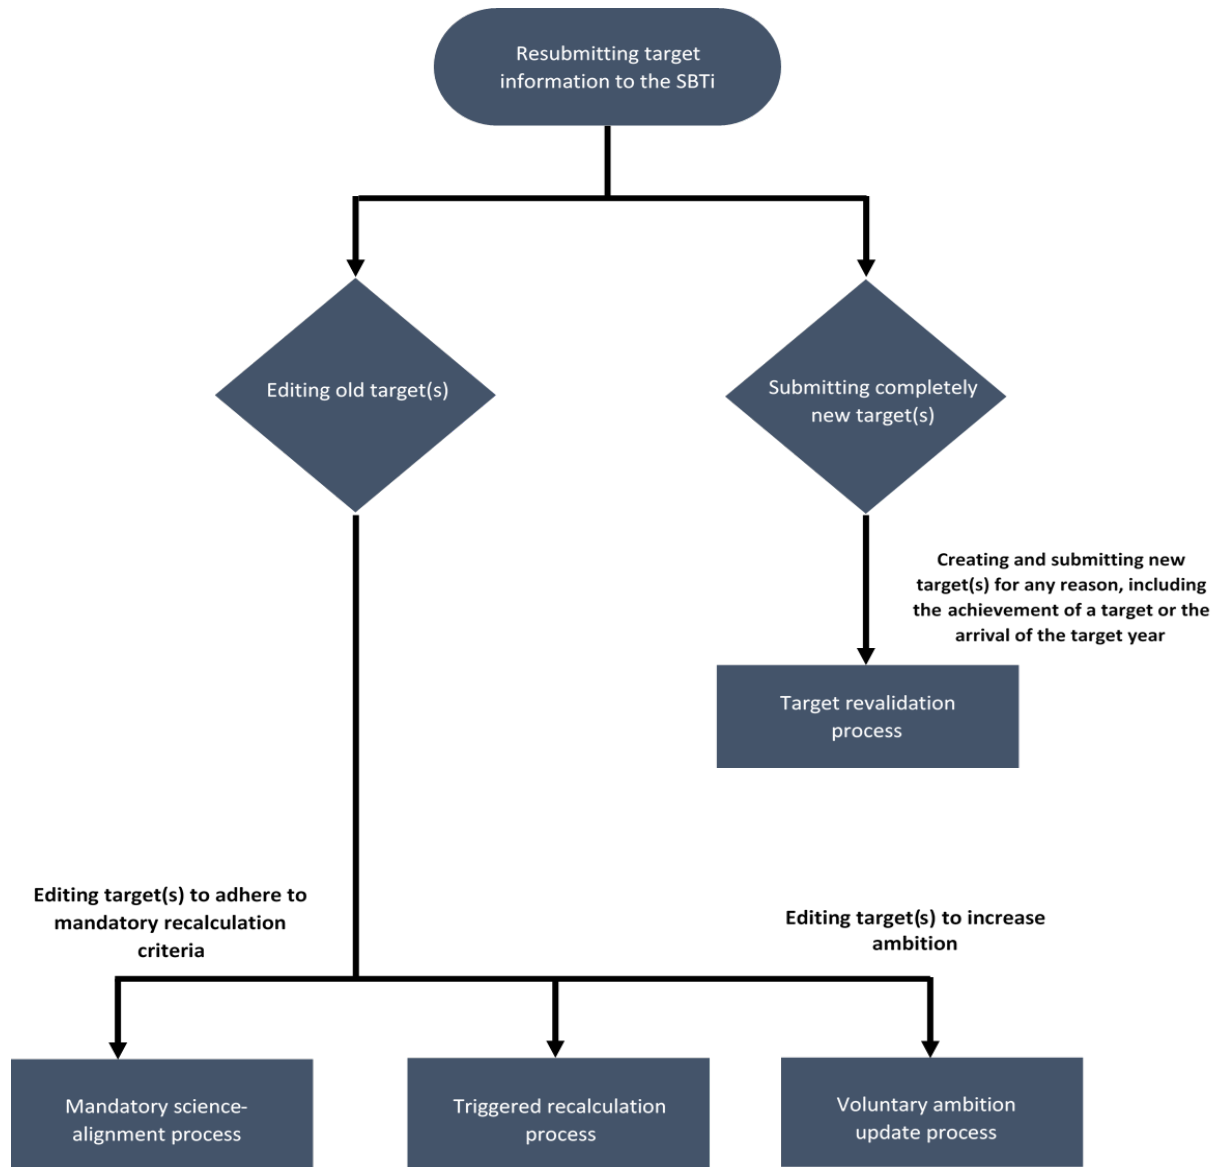 Resubmitting target
information to the SBTi
Editing old target(s)
Submitting completely
new target(s)
Creating and submitting new
target(s) for any reason, including
the achievement of a target or the
arrival of the target year
Target revalidation
process
Editing target(s) to adhere to
mandatory recalculation
criteria
Editing target(s) to increase
ambition
Mandatory science-
alignment process
Triggered recalculation
process
Voluntary ambition
update process